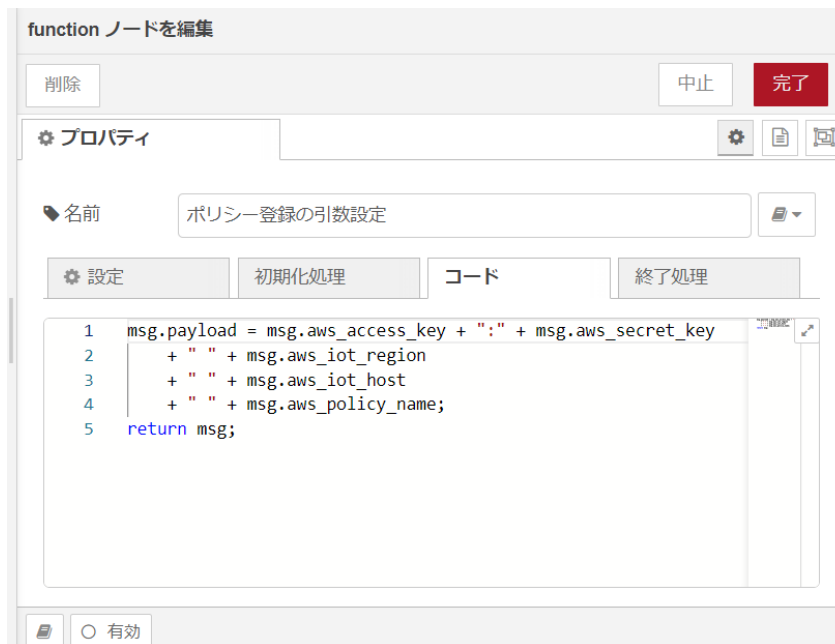 function ノードを編集
削除
中止
完了
プロパティ
名前
ポリシー登録の引数設定
設定
初期化処理
コード
終了処理
1 msg.payload = msg.aws_access_key + ":" + msg.aws_secret_key
2 + " " + msg.aws_iot_region
3 + " " + msg.aws_iot_host
4 + " " + msg.aws_policy_name;
5 return msg;
有効